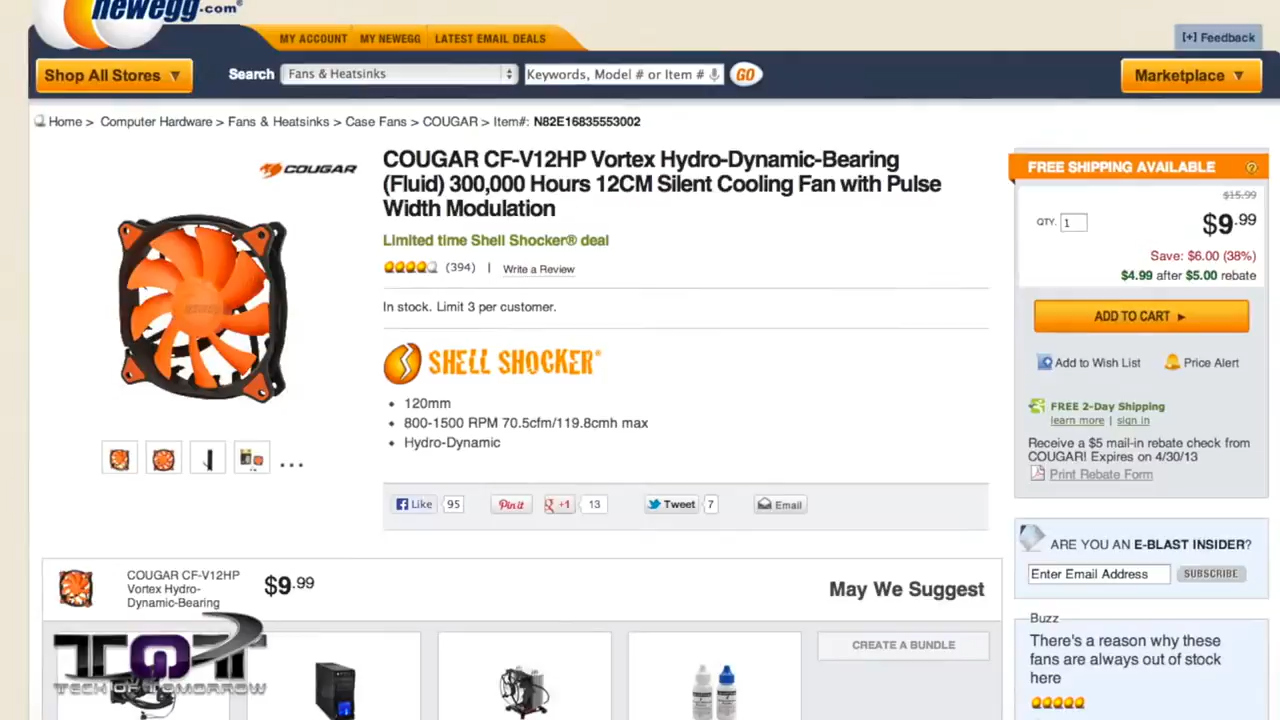 newegg.com®
MY ACCOUNT
MY NEWEGG
LATEST EMAIL DEALS
[+] Feedback
Shop All Stores ▼
Search
Fans & Heatsinks
Keywords, Model # or Item #
GO
Marketplace ▼
Home > Computer Hardware > Fans & Heatsinks > Case Fans > COUGAR > Item#: N82E16835553002
COUGAR
COUGAR CF-V12HP Vortex Hydro-Dynamic-Bearing
(Fluid) 300,000 Hours 12CM Silent Cooling Fan with Pulse
Width Modulation
Limited time Shell Shocker® deal
(394) | Write a Review
In stock. Limit 3 per customer.
SHELL SHOCKER®
• 120mm
• 800-1500 RPM 70.5cfm/119.8cmh max
• Hydro-Dynamic
Like 95
Pin it
+1 13
Tweet 7
Email
FREE SHIPPING AVAILABLE
$15.99
QTY. 1
$9.99
Save: $6.00 (38%)
$4.99 after $5.00 rebate
ADD TO CART ►
Add to Wish List
Price Alert
FREE 2-Day Shipping
learn more | sign in
Receive a $5 mail-in rebate check from
COUGAR! Expires on 4/30/13
Print Rebate Form
ARE YOU AN E-BLAST INSIDER?
Enter Email Address
SUBSCRIBE
Buzz
There's a reason why these
fans are always out of stock
here
COUGAR CF-V12HP
Vortex Hydro-
Dynamic-Bearing
$9.99
May We Suggest
CREATE A BUNDLE
TOT
TECH OF TOMORROW